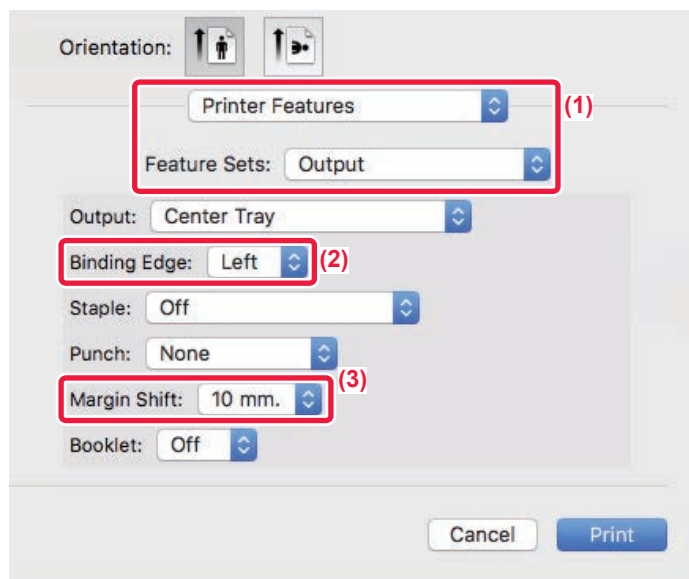 Orientation:
Printer Features (1)
Feature Sets: Output
Output: Center Tray
Binding Edge: Left (2)
Staple: Off
Punch: None
(3)
Margin Shift: 10 mm.
Booklet: Off
Cancel Print